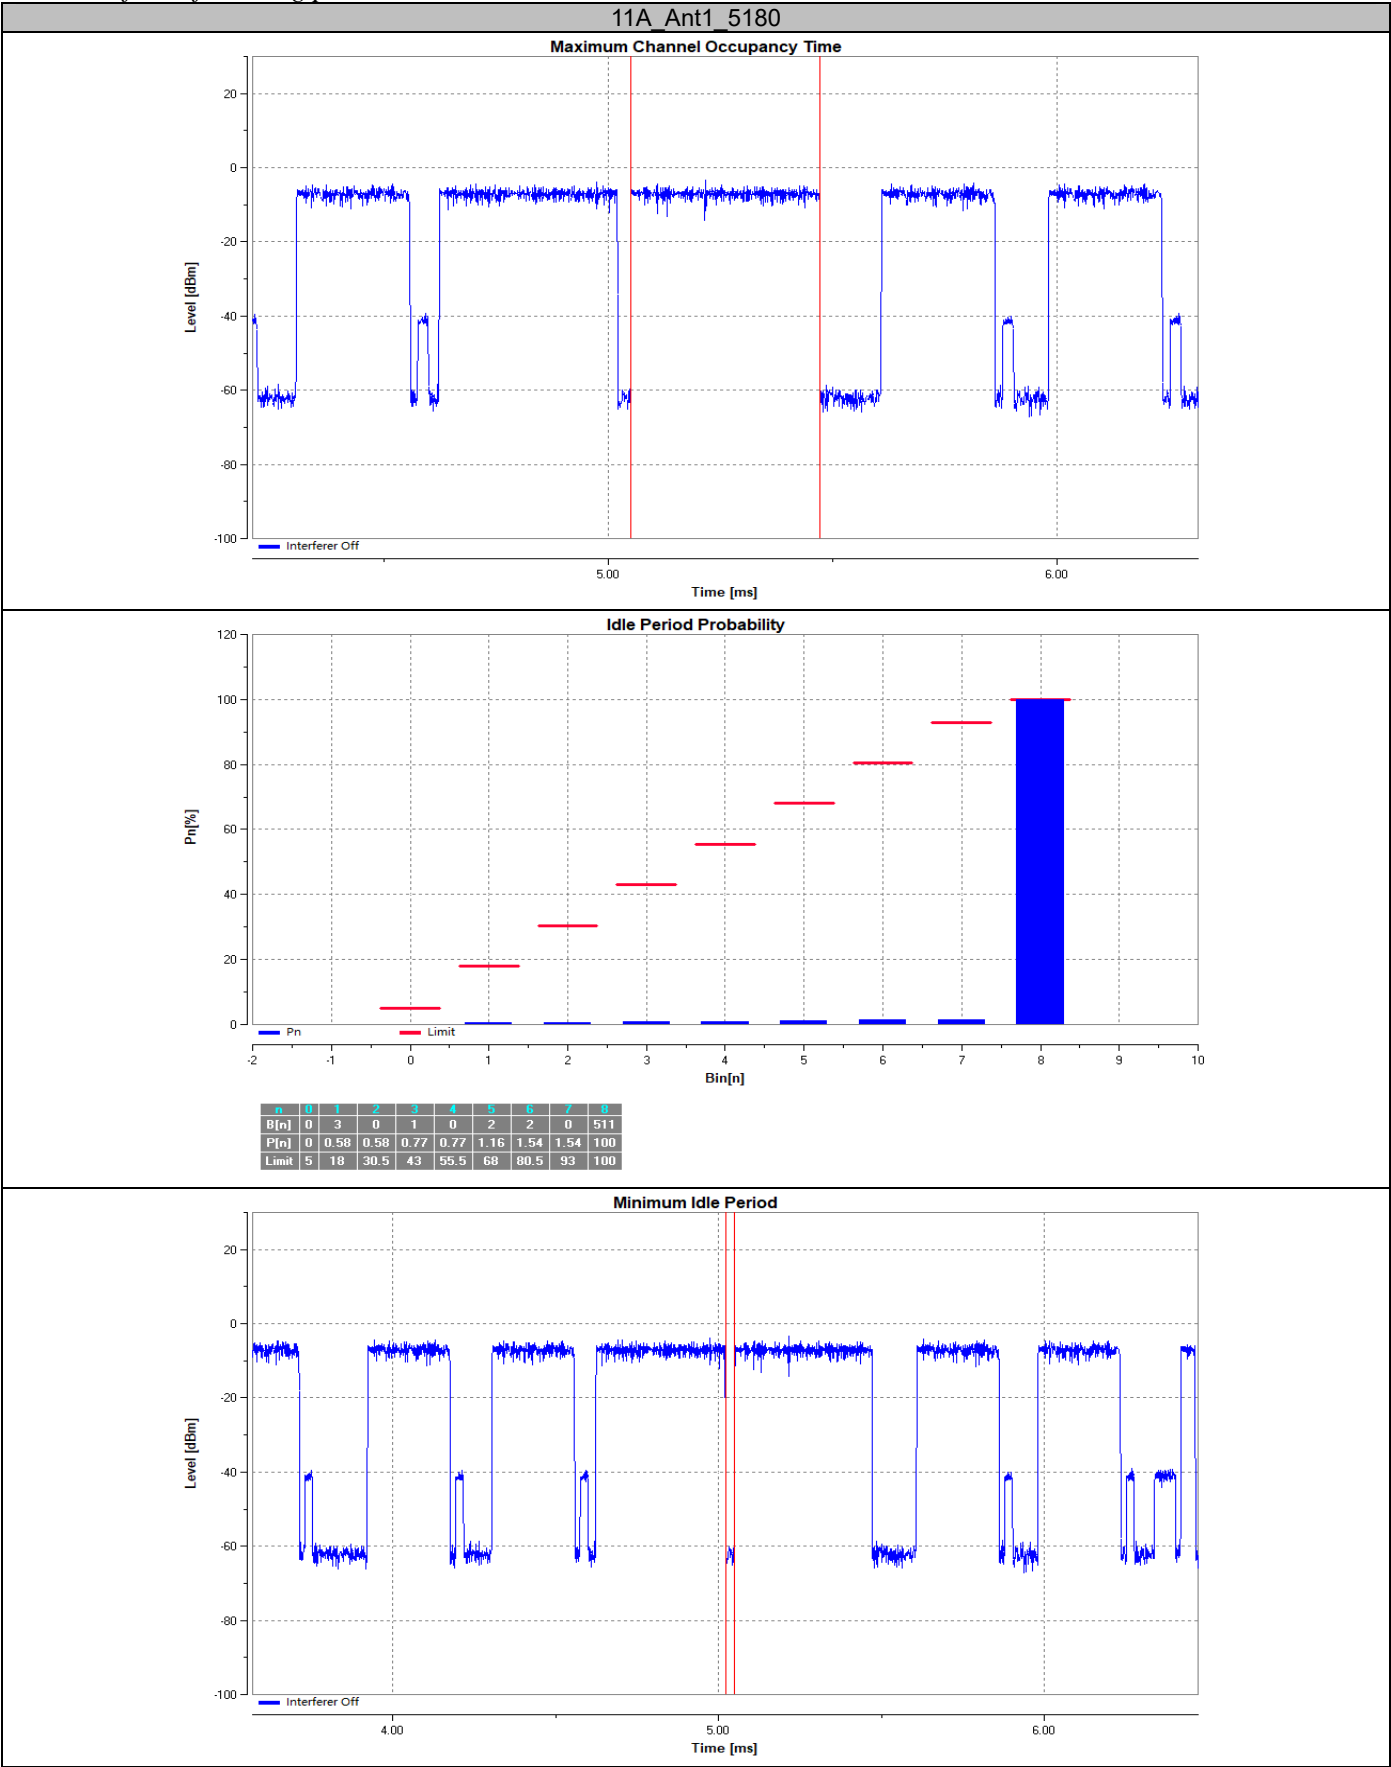 11A_Ant1_5180
Maximum Channel Occupancy Time
20
0
-20
-40
-60
-80
-100
Level [dBm]
Interferer Off
5.00
6.00
Time [ms]
Idle Period Probability
120
100
80
60
40
20
0
Pn[%]
Pn
Limit
-2 -1 0 1 2 3 4 5 6 7 8 9 10
Bin[n]
n 0 1 2 3 4 5 6 7 8
B[n] 0 3 0 1 0 2 2 0 511
P[n] 0 0.58 0.58 0.77 0.77 1.16 1.54 1.54 100
Limit 5 18 30.5 43 55.5 68 80.5 93 100
Minimum Idle Period
20
0
-20
-40
-60
-80
-100
Level [dBm]
Interferer Off
4.00
5.00
6.00
Time [ms]